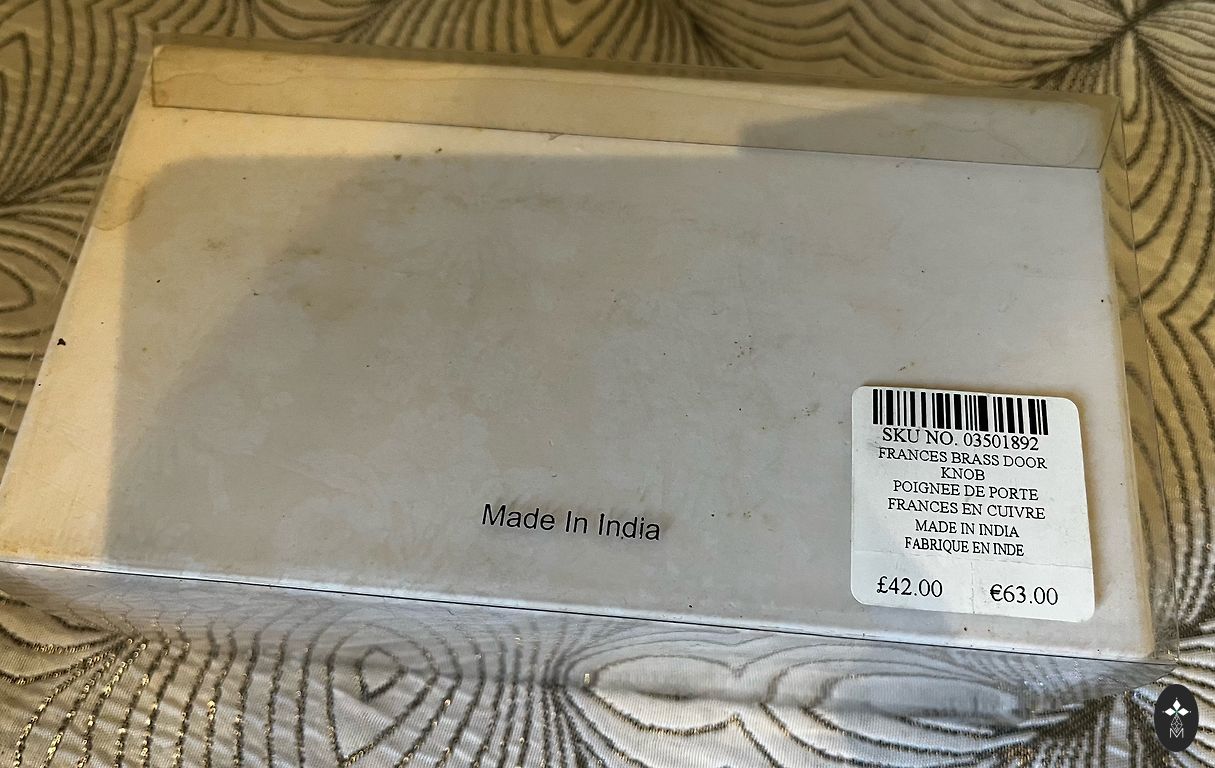 SKU NO. 03501892
FRANCES BRASS DOOR
KNOB
POIGNEE DE PORTE
FRANCES EN CUIVRE
MADE IN INDIA
FABRIQUE EN INDE
£42.00 €63.00
Made In India